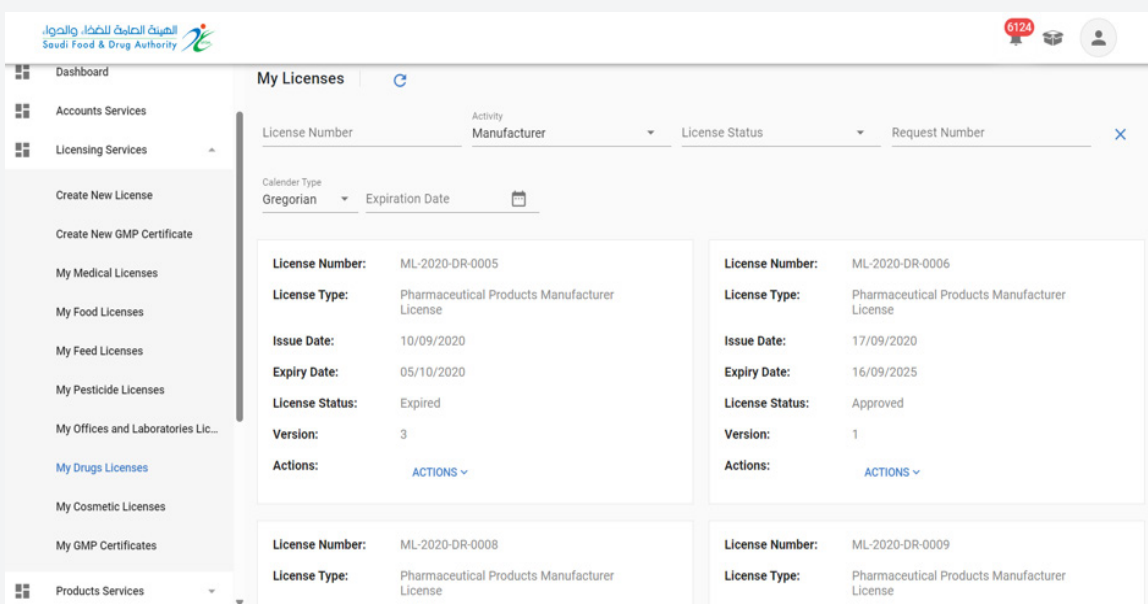 الهيئة العامة للغذاء والدواء
Saudi Food & Drug Authority
6124
Dashboard
Accounts Services
Licensing Services
Create New License
Create New GMP Certificate
My Medical Licenses
My Food Licenses
My Feed Licenses
My Pesticide Licenses
My Offices and Laboratories Lic...
My Drugs Licenses
My Cosmetic Licenses
My GMP Certificates
Products Services
My Licenses
Activity
License Number Manufacturer License Status Request Number
Calender Type
Gregorian Expiration Date
License Number: ML-2020-DR-0005
License Type: Pharmaceutical Products Manufacturer
License
Issue Date: 10/09/2020
Expiry Date: 05/10/2020
License Status: Expired
Version: 3
Actions: ACTIONS
License Number: ML-2020-DR-0006
License Type: Pharmaceutical Products Manufacturer
License
Issue Date: 17/09/2020
Expiry Date: 16/09/2025
License Status: Approved
Version: 1
Actions: ACTIONS
License Number: ML-2020-DR-0008
License Type: Pharmaceutical Products Manufacturer
License
License Number: ML-2020-DR-0009
License Type: Pharmaceutical Products Manufacturer
License